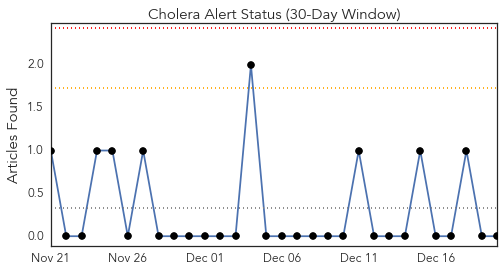 Cholera Alert Status (30-Day Window)
Articles Found
2.0
1.5
1.0
0.5
0.0
Nov 21 Nov 26 Dec 01 Dec 06 Dec 11 Dec 16